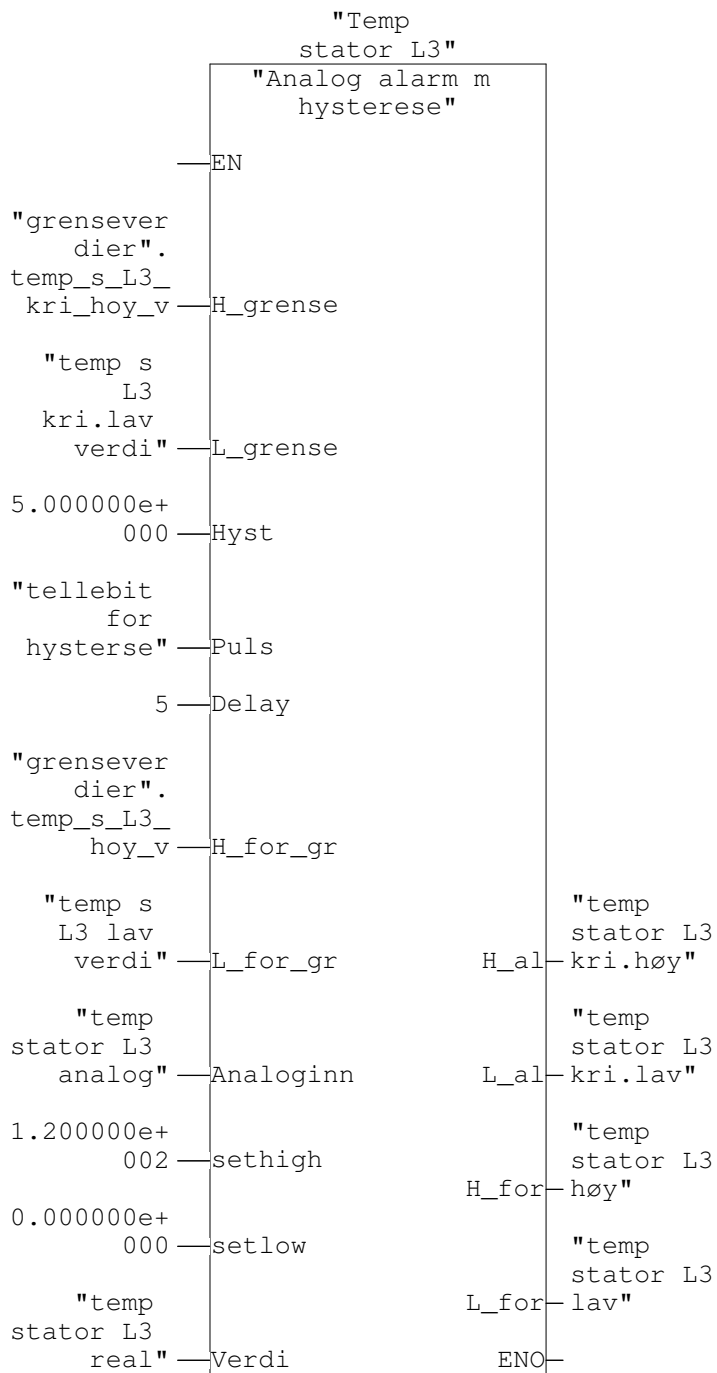 "Temp
stator L3"
"Analog alarm m
hysterese"
EN
"grensever
dier".
temp_s_L3_
kri_hoy_v H_grense
"temp s
L3
kri.lav
verdi" L_grense
5.000000e+
000 Hyst
"tellebit
for
hysterse" Puls
5 Delay
"grensever
dier".
temp_s_L3_
hoy_v H_for_gr
"temp s
L3 lav
verdi" L_for_gr
"temp
stator L3
H_al kri.høy"
"temp
stator L3
analog" Analoginn
"temp
stator L3
L_al kri.lav"
1.200000e+
002 sethigh
"temp
stator L3
H_for høy"
0.000000e+
000 setlow
"temp
stator L3
L_for lav"
"temp
stator L3
real" Verdi
ENO